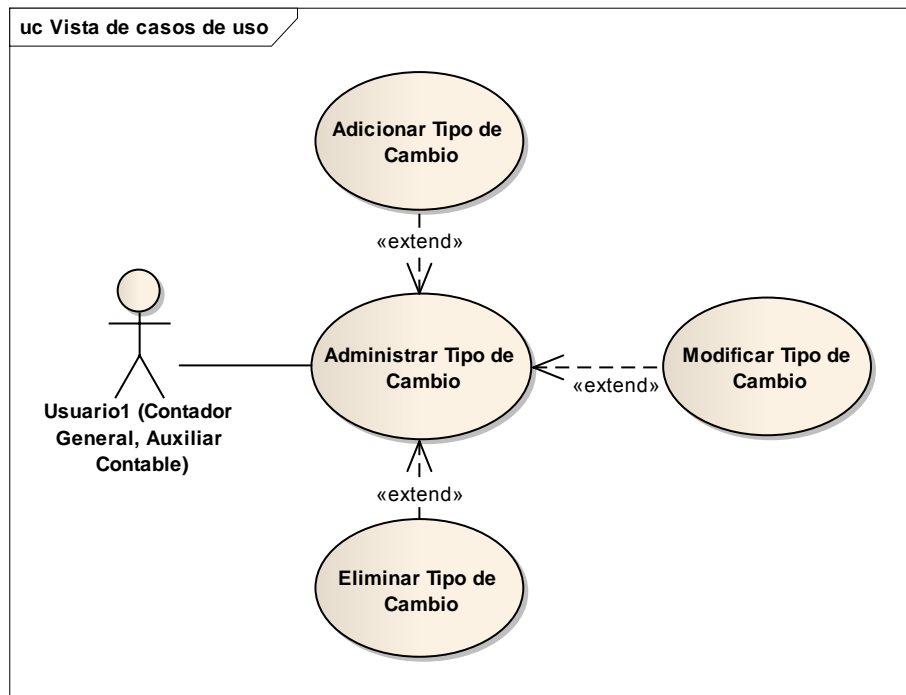 uc Vista de casos de uso
Adicionar Tipo de
Cambio
«extend»
Administrar Tipo de
Cambio
Modificar Tipo de
Cambio
«extend»
Usuario1 (Contador
General, Auxiliar
Contable)
«extend»
Eliminar Tipo de
Cambio